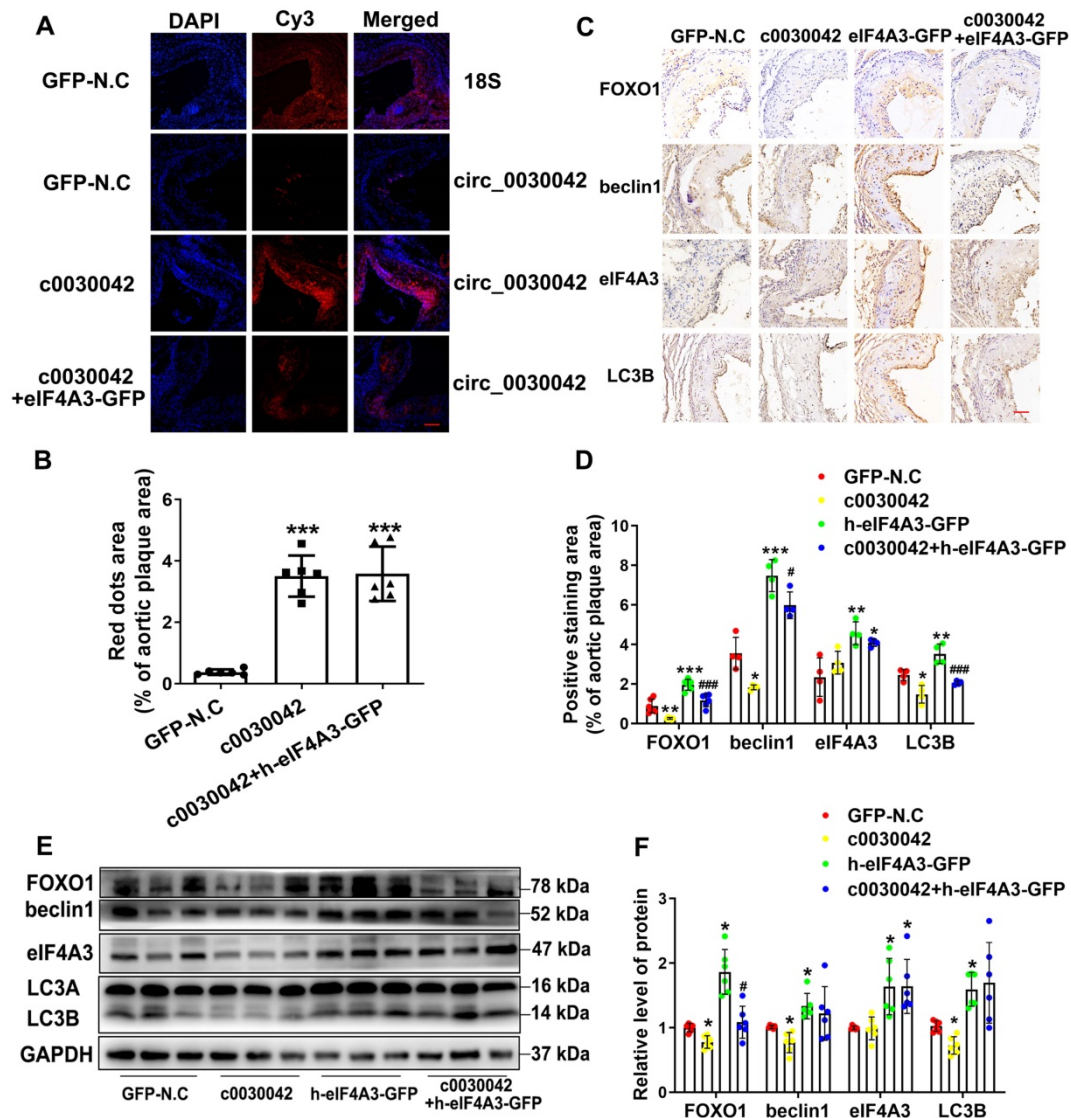 A
DAPI Cy3 Merged
GFP-N.C 18S
GFP-N.C circ_0030042
c0030042 circ_0030042
c0030042
+eIF4A3-GFP circ_0030042
C
GFP-N.C c0030042 eIF4A3-GFP c0030042
+eIF4A3-GFP
FOXO1
beclin1
eIF4A3
LC3B
B
Red dots area
(% of aortic plaque area)
6
4
2
0
*** ***
GFP-N.C
c0030042
c0030042+h-eIF4A3-GFP
D
GFP-N.C
c0030042
h-eIF4A3-GFP
c0030042+h-eIF4A3-GFP
Positive staining area
(% of aortic plaque area)
10
8
6
4
2
0
** *** ###
* *** #
** *
* ** ###
FOXO1 beclin1 eIF4A3 LC3B
E
FOXO1 78 kDa
beclin1 52 kDa
eIF4A3 47 kDa
LC3A 16 kDa
LC3B 14 kDa
GAPDH 37 kDa
GFP-N.C c0030042 h-eIF4A3-GFP c0030042
+h-eIF4A3-GFP
F
GFP-N.C
c0030042
h-eIF4A3-GFP
c0030042+h-eIF4A3-GFP
Relative level of protein
3
2
1
0
* * #
* *
* *
* *
FOXO1 beclin1 eIF4A3 LC3B